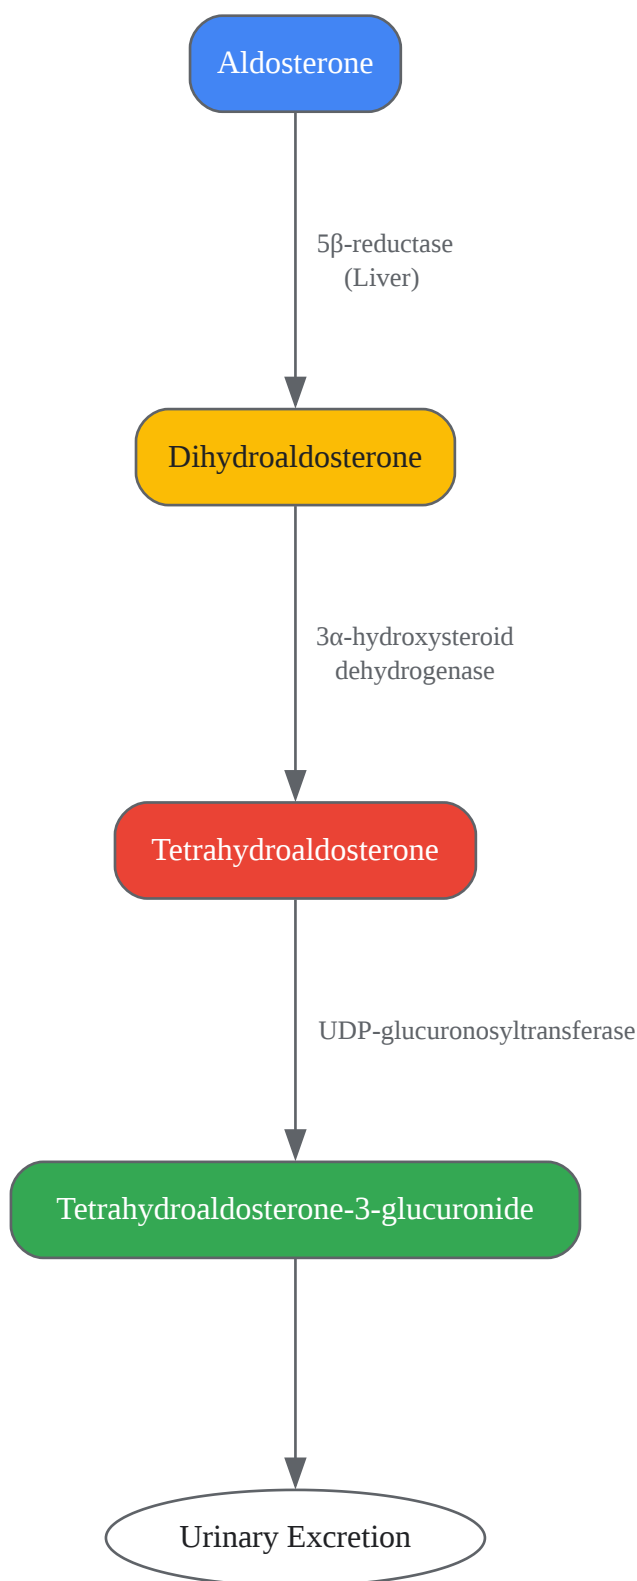 Aldosterone
5β-reductase
(Liver)
Dihydroaldosterone
3α-hydroxysteroid
dehydrogenase
Tetrahydroaldosterone
UDP-glucuronosyltransferase
Tetrahydroaldosterone-3-glucuronide
Urinary Excretion